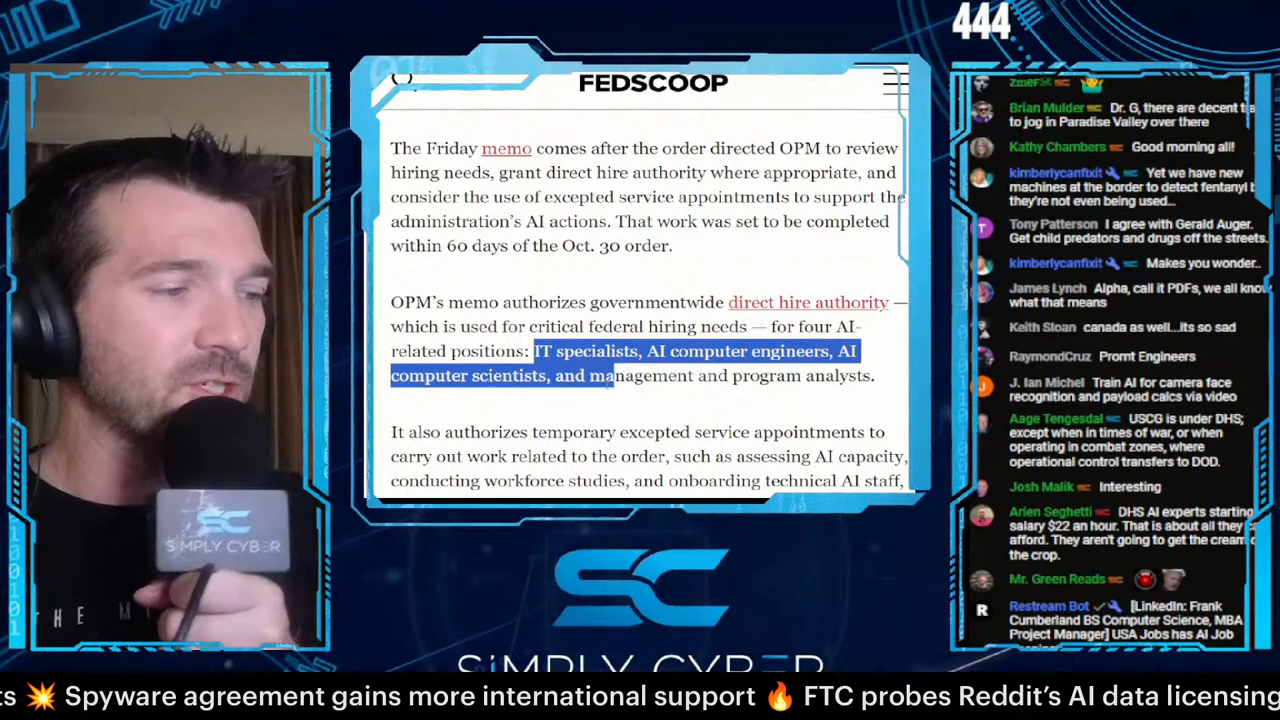 444
FEDSCOOP
The Friday memo comes after the order directed OPM to review
hiring needs, grant direct hire authority where appropriate, and
consider the use of excepted service appointments to support the
administration's AI actions. That work was set to be completed
within 60 days of the Oct. 30 order.
OPM's memo authorizes governmentwide direct hire authority —
which is used for critical federal hiring needs — for four AI-
related positions: IT specialists, AI computer engineers, AI
computer scientists, and management and program analysts.
It also authorizes temporary excepted service appointments to
carry out work related to the order, such as assessing AI capacity,
conducting workforce studies, and onboarding technical AI staff,
Brian Mulder Dr. G, there are decent
to jog in Paradise Valley over there
Kathy Chambers Good morning all!
kimberlycanfixit Yet we have new
machines at the border to detect fentanyl
they're not even being used...
T
Tony Patterson I agree with Gerald Auger.
Get child predators and drugs off the streets.
kimberlycanfixit Makes you wonder..
James Lynch Alpha, call it PDFs, we all know
what that means
Keith Sloan canada as well...its so sad
RaymondCruz Promt Engineers
J
J. Ian Michel Train AI for camera face
recognition and payload calcs via video
Aage Tengesdal USCG is under DHS;
except when in times of war, or when
operating in combat zones, where
operational control transfers to DOD.
Josh Malik Interesting
Arien Seghetti DHS AI experts starting
salary $22 an hour. That is about all they
afford. They aren't going to get the cream of
the crop.
Mr. Green Reads
R
Restream Bot [LinkedIn: Frank
Cumberland BS Computer Science, MBA
Project Manager] USA Jobs has AI Job
SC
SIMPLY CYBER
THE M
SC
SIMPLY CYBER
ts 💥 Spyware agreement gains more international support 🔥 FTC probes Reddit's AI data licensing